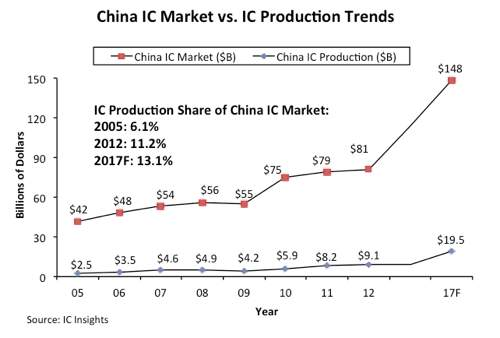 China IC Market vs. IC Production Trends
China IC Market ($B) China IC Production ($B)
IC Production Share of China IC Market:
2005: 6.1%
2012: 11.2%
2017F: 13.1%
Billions of Dollars
150
120
90
60
30
0
$42 $48 $54 $56 $55 $75 $79 $81 $148
$2.5 $3.5 $4.6 $4.9 $4.2 $5.9 $8.2 $9.1 $19.5
05 06 07 08 09 10 11 12 17F
Year
Source: IC Insights